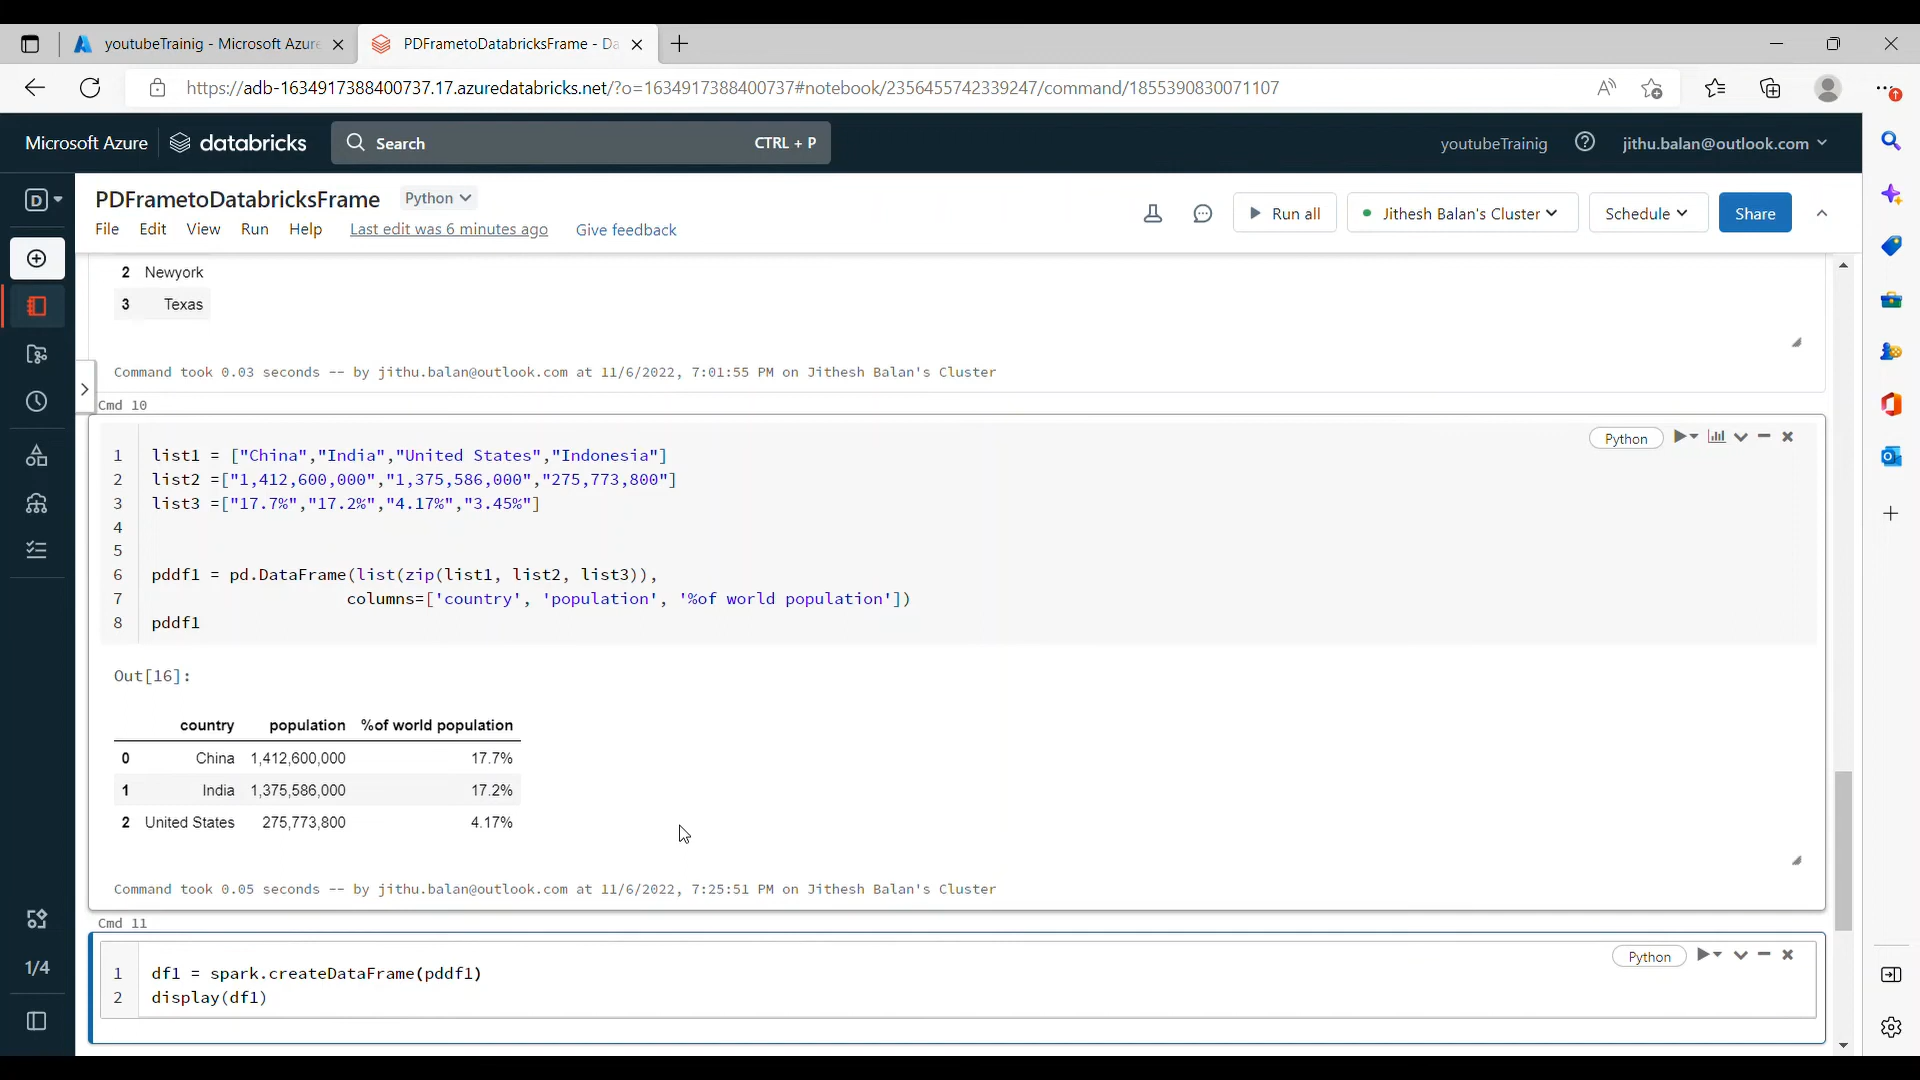 youtubeTrainig - Microsoft Azure
PDFrametoDatabricksFrame - Da
https://adb-1634917388400737.17.azuredatabricks.net/?o=1634917388400737#notebook/2356455742339247/command/1855390830071107
Microsoft Azure databricks Search CTRL + P youtubeTrainig jithu.balan@outlook.com
D
PDFrametoDatabricksFrame Python
Run all Jithesh Balan's Cluster Schedule Share
File Edit View Run Help Last edit was 6 minutes ago Give feedback
2 Newyork
3 Texas
Command took 0.03 seconds -- by jithu.balan@outlook.com at 11/6/2022, 7:01:55 PM on Jithesh Balan's Cluster
Cmd 10
Python
1 list1 = ["China","India","United States","Indonesia"]
2 list2 =["1,412,600,000","1,375,586,000","275,773,800"]
3 list3 =["17.7%","17.2%","4.17%","3.45%"]
4
5
6 pddf1 = pd.DataFrame(list(zip(list1, list2, list3)),
7 columns=['country', 'population', '%of world population'])
8 pddf1
Out[16]:
country population %of world population
0 China 1,412,600,000 17.7%
1 India 1,375,586,000 17.2%
2 United States 275,773,800 4.17%
Command took 0.05 seconds -- by jithu.balan@outlook.com at 11/6/2022, 7:25:51 PM on Jithesh Balan's Cluster
Cmd 11
Python
1 df1 = spark.createDataFrame(pddf1)
2 display(df1)
1/4